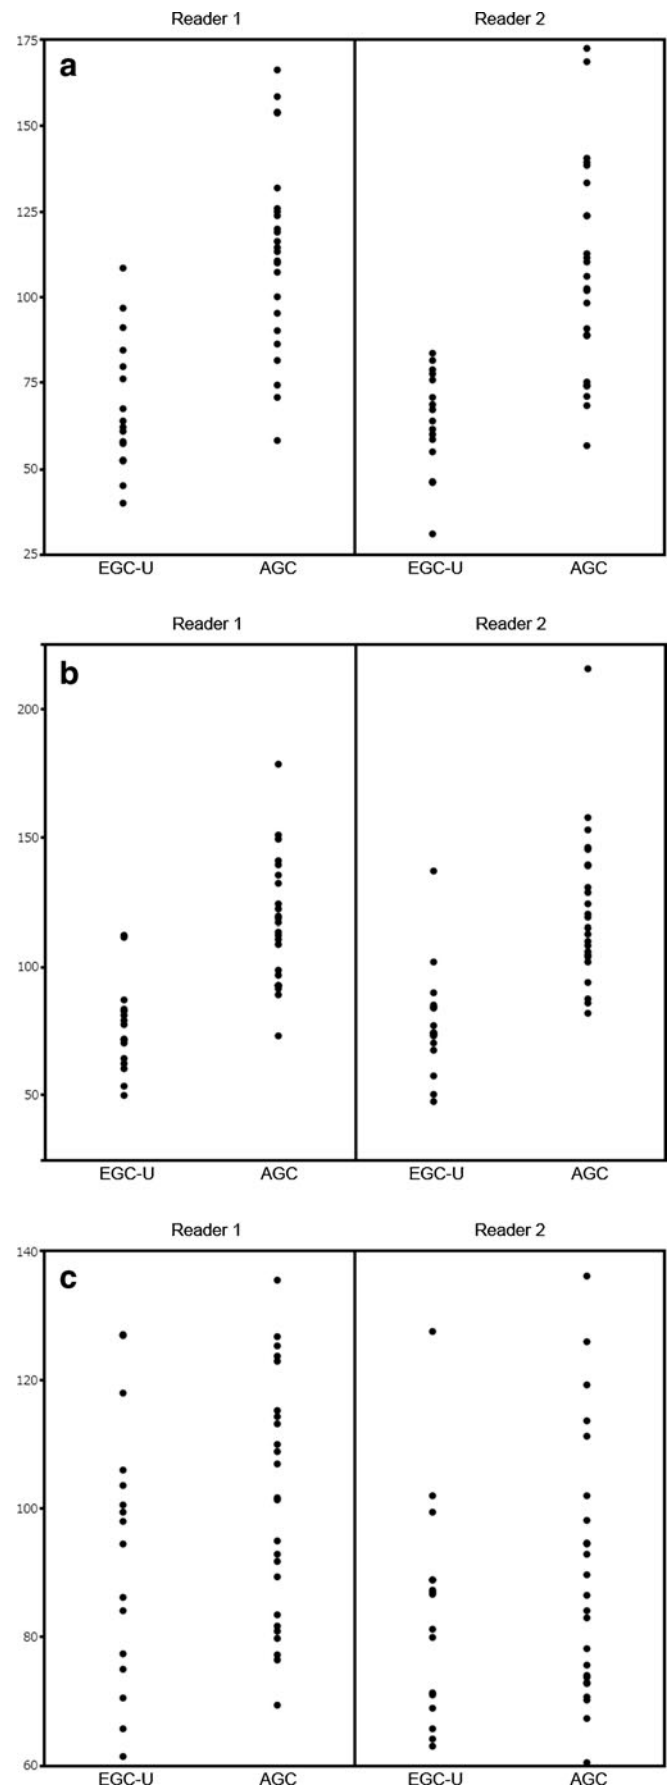 Reader 1 Reader 2
175
a
150
125
100
75
50
25
EGC-U AGC EGC-U AGC
Reader 1 Reader 2
b
200
150
100
50
EGC-U AGC EGC-U AGC
Reader 1 Reader 2
140
c
120
100
80
60
EGC-U AGC EGC-U AGC